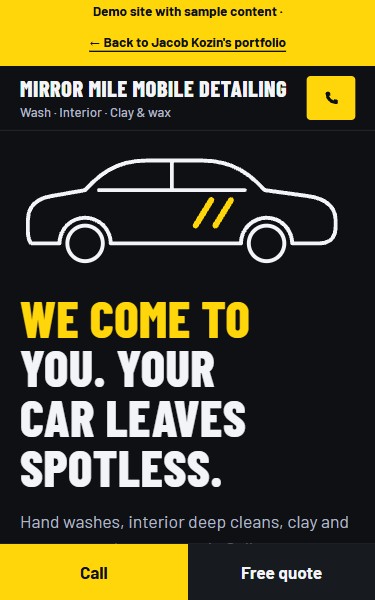 Demo site with sample content ·
← Back to Jacob Kozin's portfolio
MIRROR MILE MOBILE DETAILING
Wash · Interior · Clay & wax
WE COME TO
YOU. YOUR
CAR LEAVES
SPOTLESS.
Hand washes, interior deep cleans, clay and
Call
Free quote